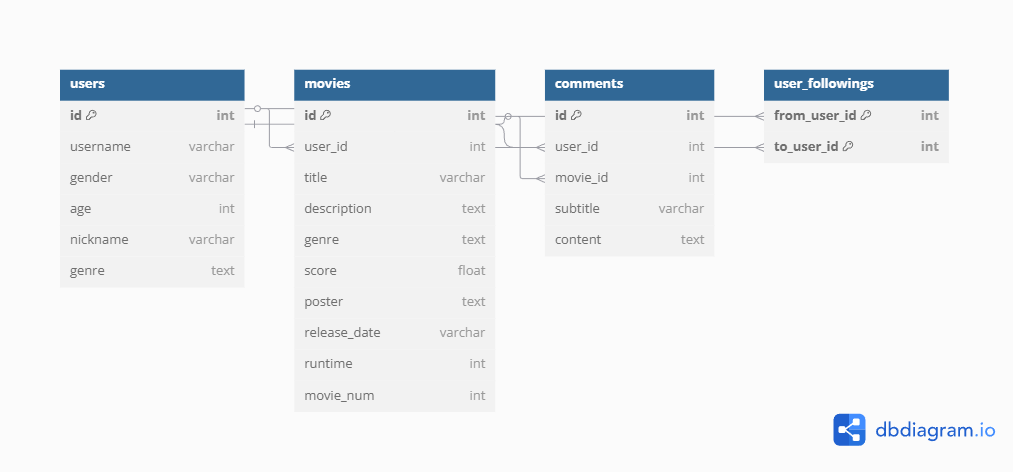 users
id int
username varchar
gender varchar
age int
nickname varchar
genre text
movies
id int
user_id int
title varchar
description text
genre text
score float
poster text
release_date varchar
runtime int
movie_num int
comments
id int
user_id int
movie_id int
subtitle varchar
content text
user_followings
from_user_id int
to_user_id int
dbdiagram.io